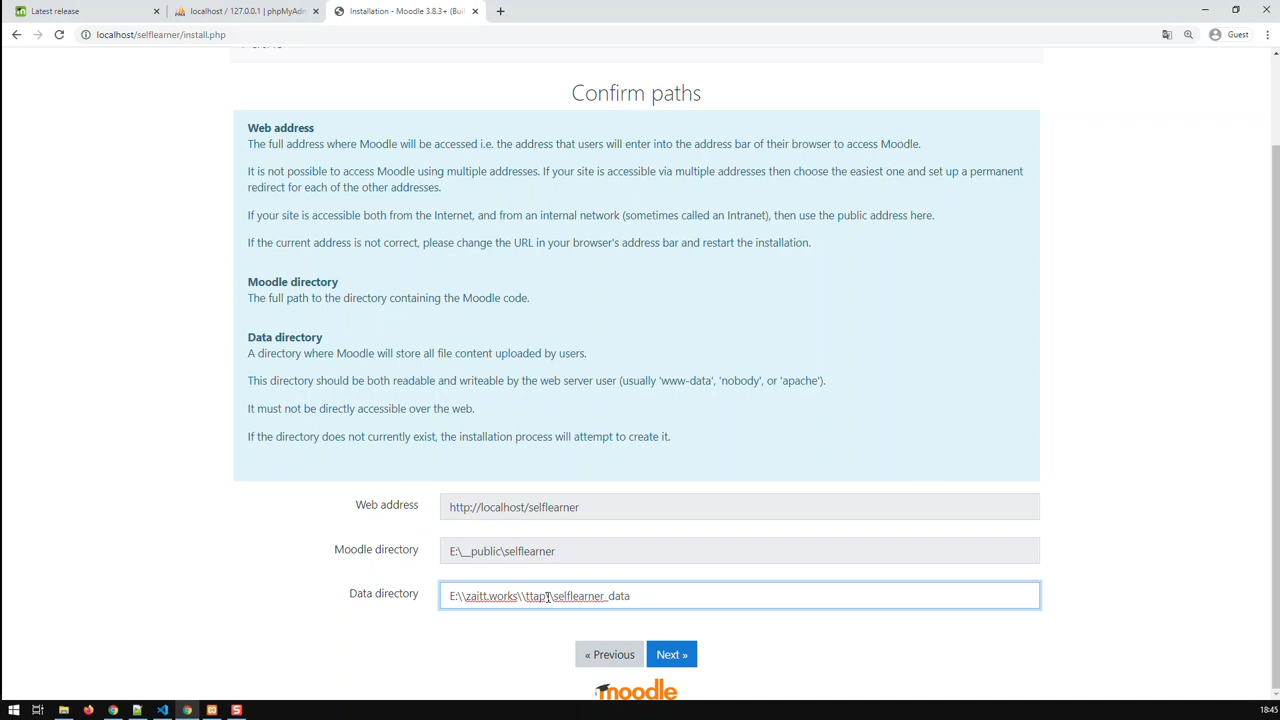 Latest release
localhost / 127.0.0.1 | phpMyAdm
Installation - Moodle 3.8.3+ (Buil
localhost/selflearner/install.php
Guest
Confirm paths
Web address
The full address where Moodle will be accessed i.e. the address that users will enter into the address bar of their browser to access Moodle.
It is not possible to access Moodle using multiple addresses. If your site is accessible via multiple addresses then choose the easiest one and set up a permanent
redirect for each of the other addresses.
If your site is accessible both from the Internet, and from an internal network (sometimes called an Intranet), then use the public address here.
If the current address is not correct, please change the URL in your browser's address bar and restart the installation.
Moodle directory
The full path to the directory containing the Moodle code.
Data directory
A directory where Moodle will store all file content uploaded by users.
This directory should be both readable and writeable by the web server user (usually 'www-data', 'nobody', or 'apache').
It must not be directly accessible over the web.
If the directory does not currently exist, the installation process will attempt to create it.
Web address
http://localhost/selflearner
Moodle directory
E:\__public\selflearner
Data directory
E:\\zaitt.works\\ttap\\selflearner_data
« Previous
Next »
moodle
18:45